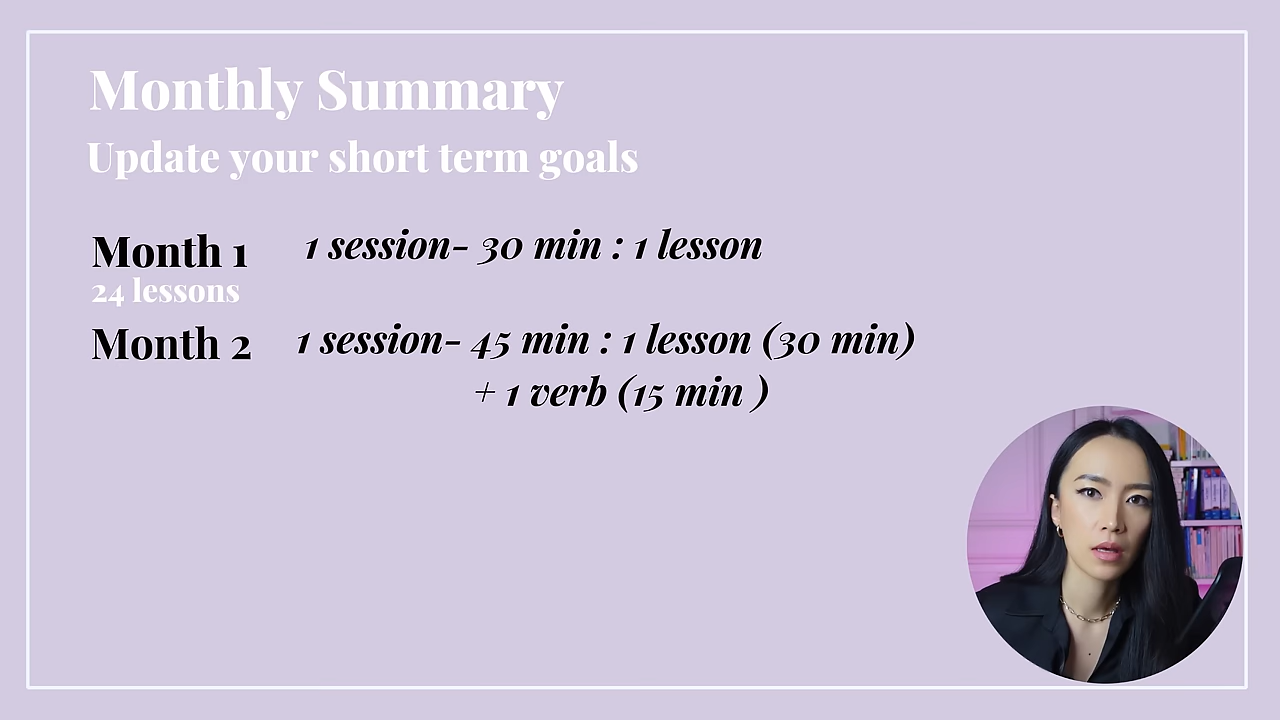 Monthly Summary
Update your short term goals
Month 1 1 session- 30 min : 1 lesson
24 lessons
Month 2 1 session- 45 min : 1 lesson (30 min)
+ 1 verb (15 min )